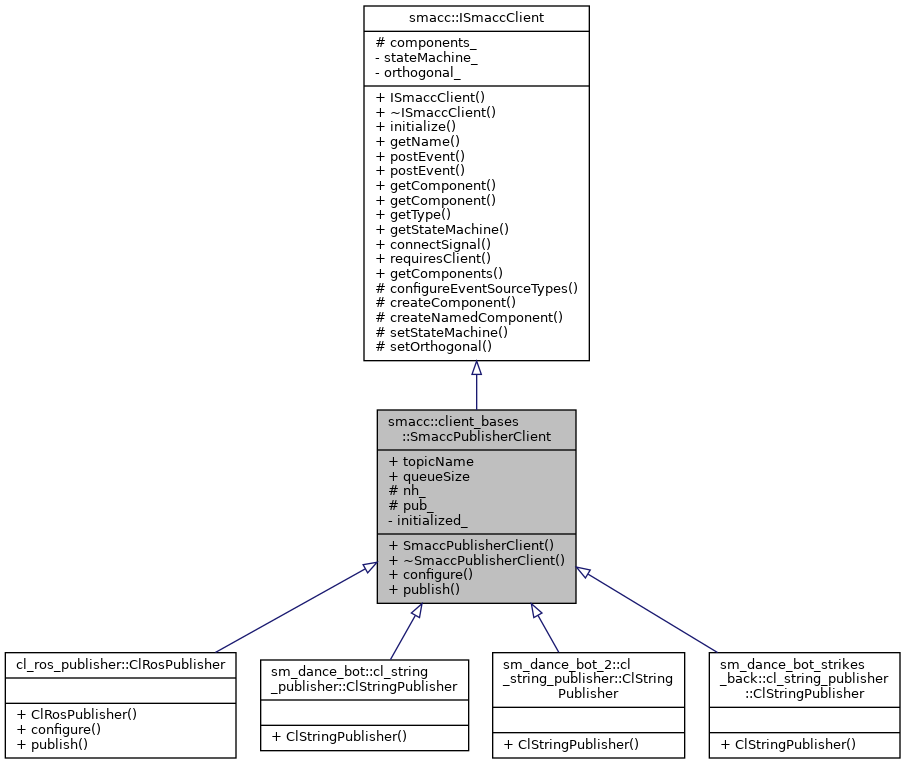 smacc::ISmaccClient
# components_
- stateMachine_
- orthogonal_
+ ISmaccClient()
+ ~ISmaccClient()
+ initialize()
+ getName()
+ postEvent()
+ postEvent()
+ getComponent()
+ getComponent()
+ getType()
+ getStateMachine()
+ connectSignal()
+ requiresClient()
+ getComponents()
# configureEventSourceTypes()
# createComponent()
# createNamedComponent()
# setStateMachine()
# setOrthogonal()
smacc::client_bases
::SmaccPublisherClient
+ topicName
+ queueSize
# nh_
# pub_
- initialized_
+ SmaccPublisherClient()
+ ~SmaccPublisherClient()
+ configure()
+ publish()
cl_ros_publisher::ClRosPublisher
+ ClRosPublisher()
+ configure()
+ publish()
sm_dance_bot::cl_string
_publisher::ClStringPublisher
+ ClStringPublisher()
sm_dance_bot_2::cl
_string_publisher::ClString
Publisher
+ ClStringPublisher()
sm_dance_bot_strikes
_back::cl_string_publisher
::ClStringPublisher
+ ClStringPublisher()